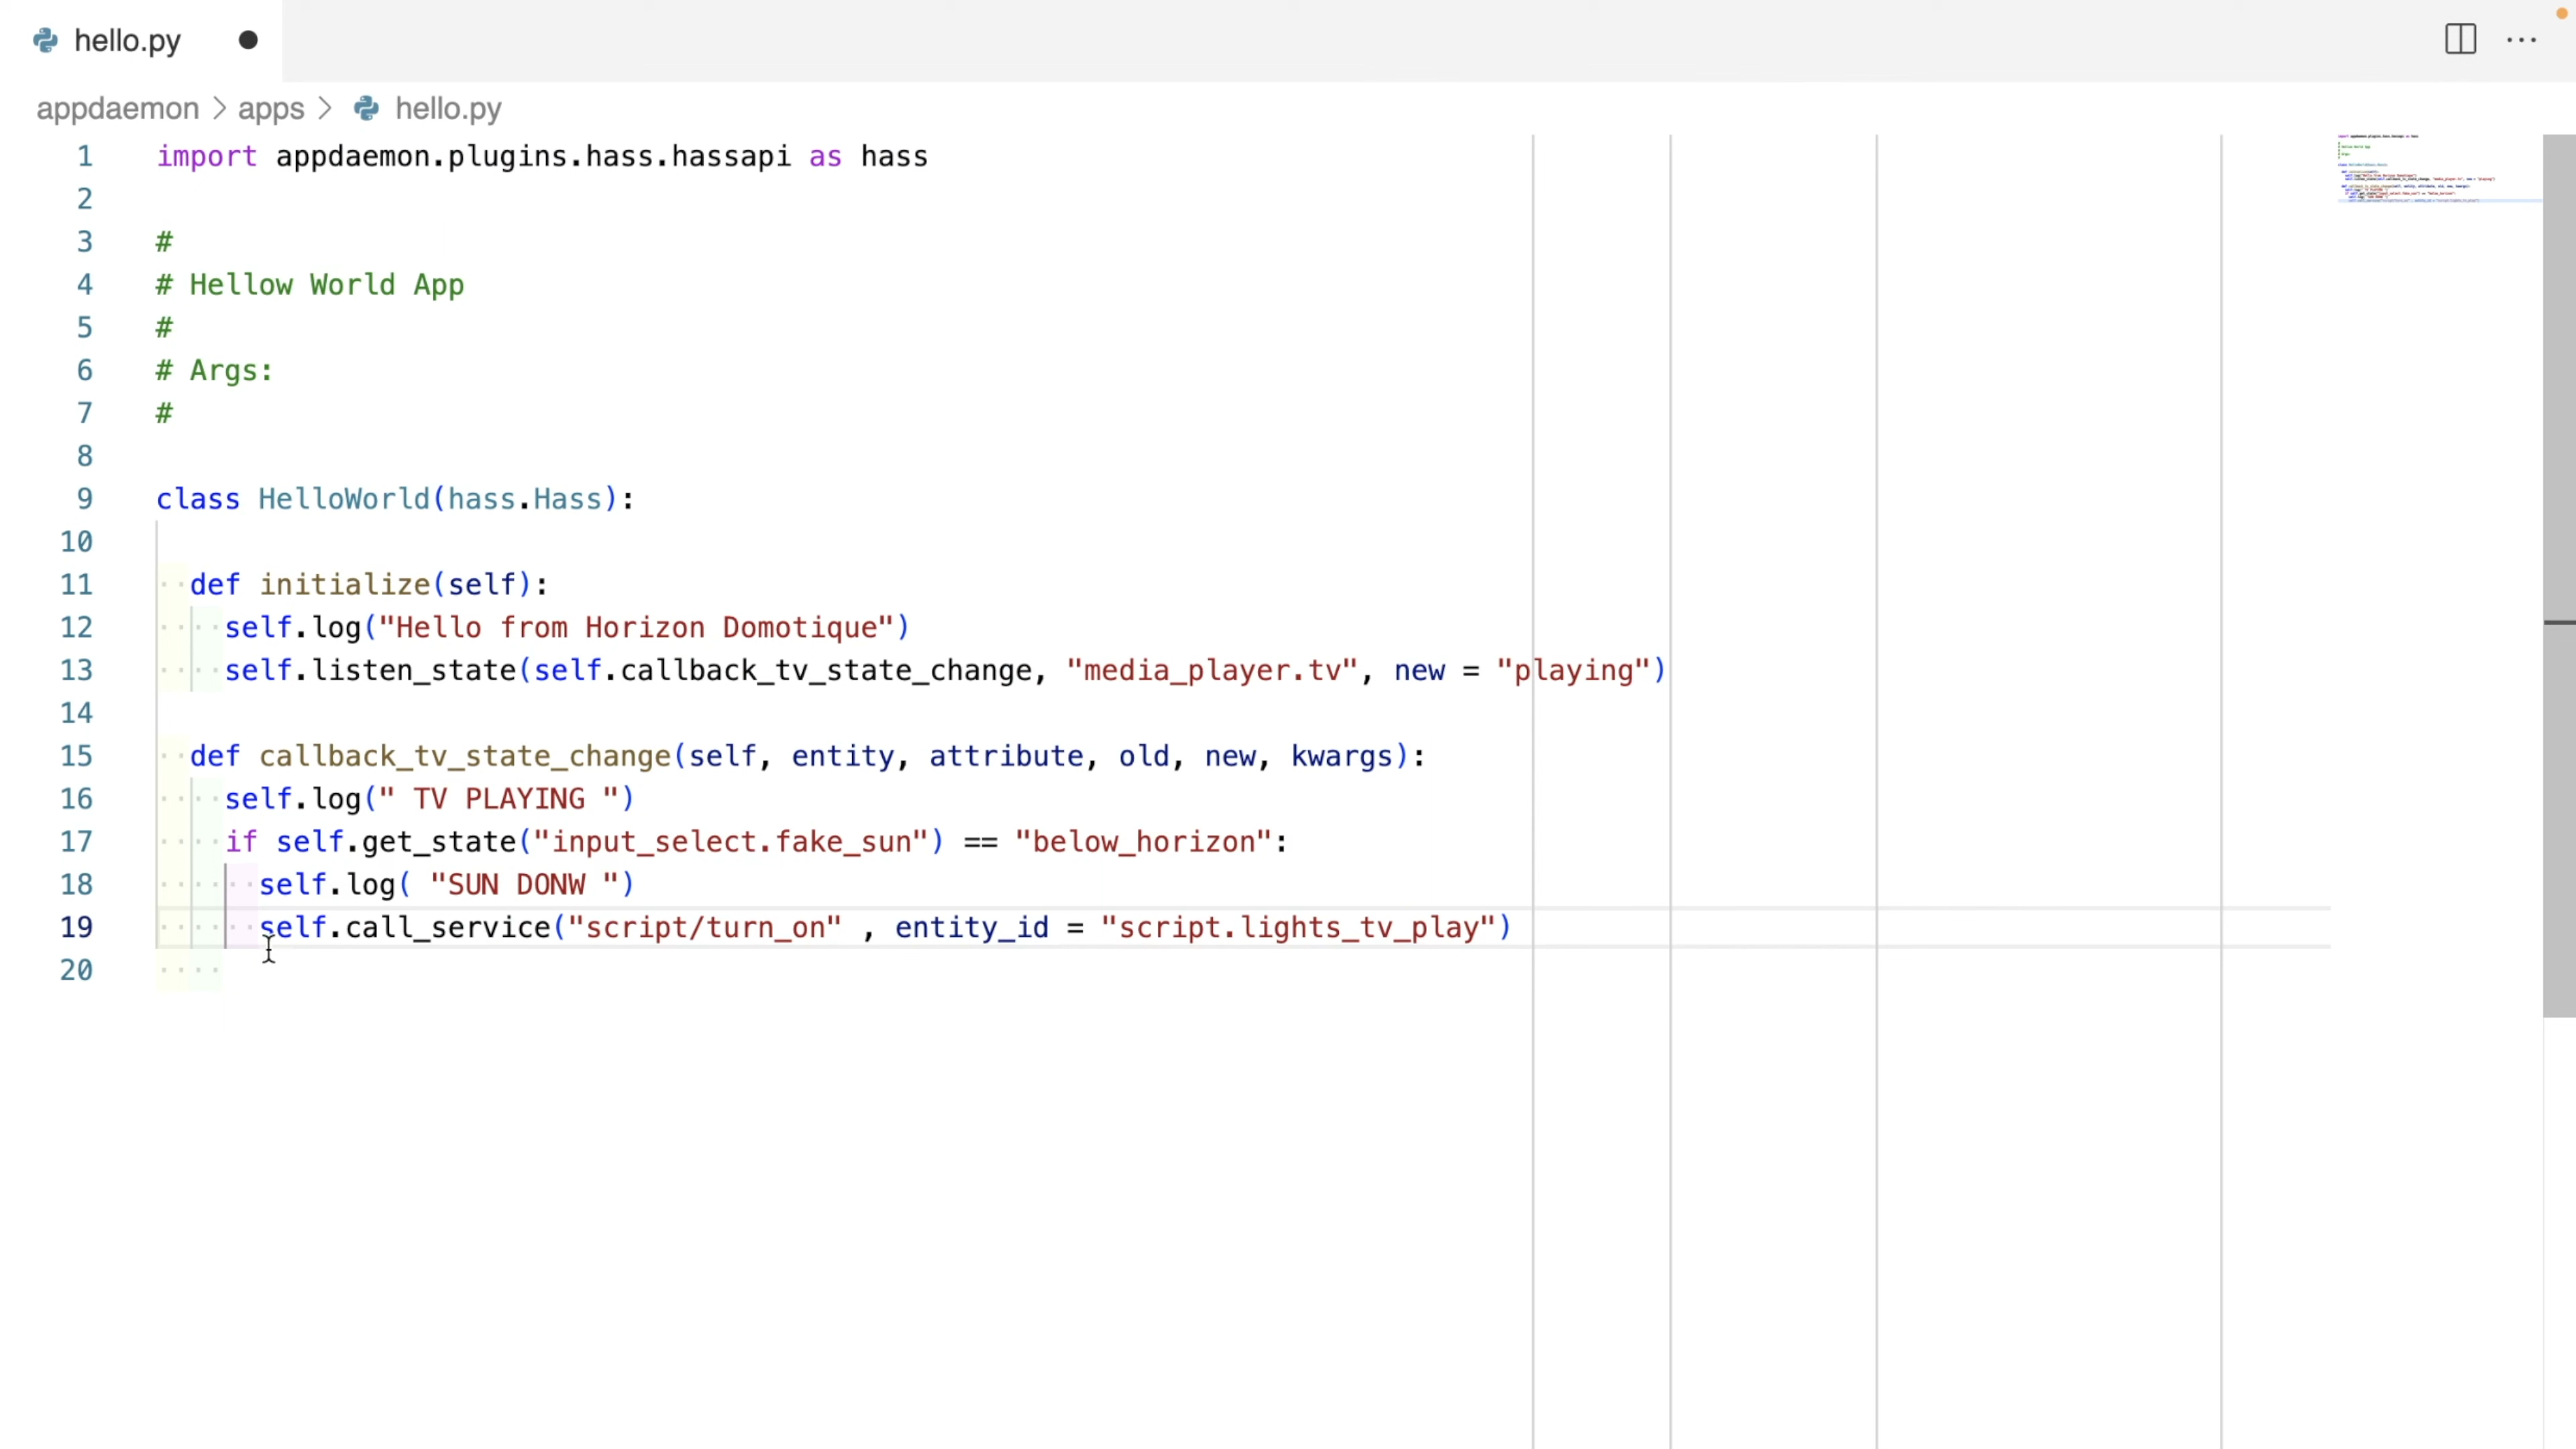 hello.py
appdaemon > apps > hello.py
1 import appdaemon.plugins.hass.hassapi as hass
2
3 #
4 # Hellow World App
5 #
6 # Args:
7 #
8
9 class HelloWorld(hass.Hass):
10
11 def initialize(self):
12 self.log("Hello from Horizon Domotique")
13 self.listen_state(self.callback_tv_state_change, "media_player.tv", new = "playing")
14
15 def callback_tv_state_change(self, entity, attribute, old, new, kwargs):
16 self.log(" TV PLAYING ")
17 if self.get_state("input_select.fake_sun") == "below_horizon":
18 self.log( "SUN DONW ")
19 self.call_service("script/turn_on" , entity_id = "script.lights_tv_play")
20